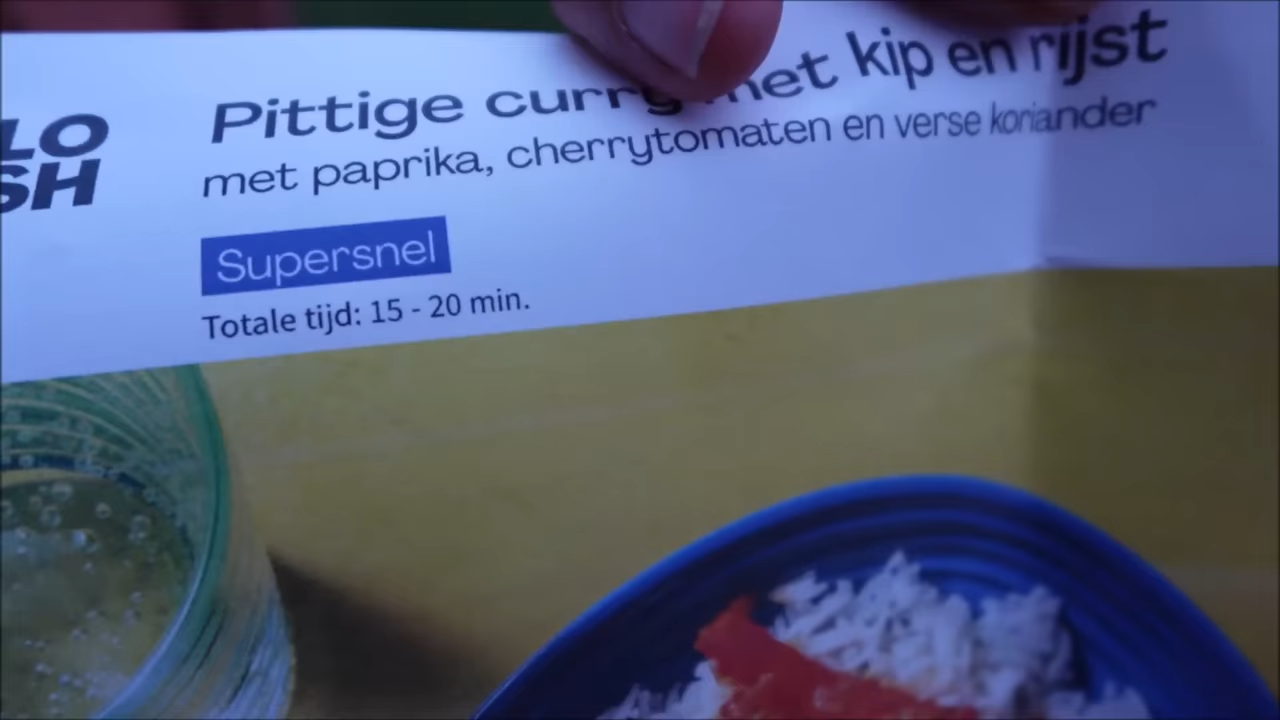 LO
SH
Pittige curry met kip en rijst
met paprika, cherrytomaten en verse koriander
Supersnel
Totale tijd: 15 - 20 min.